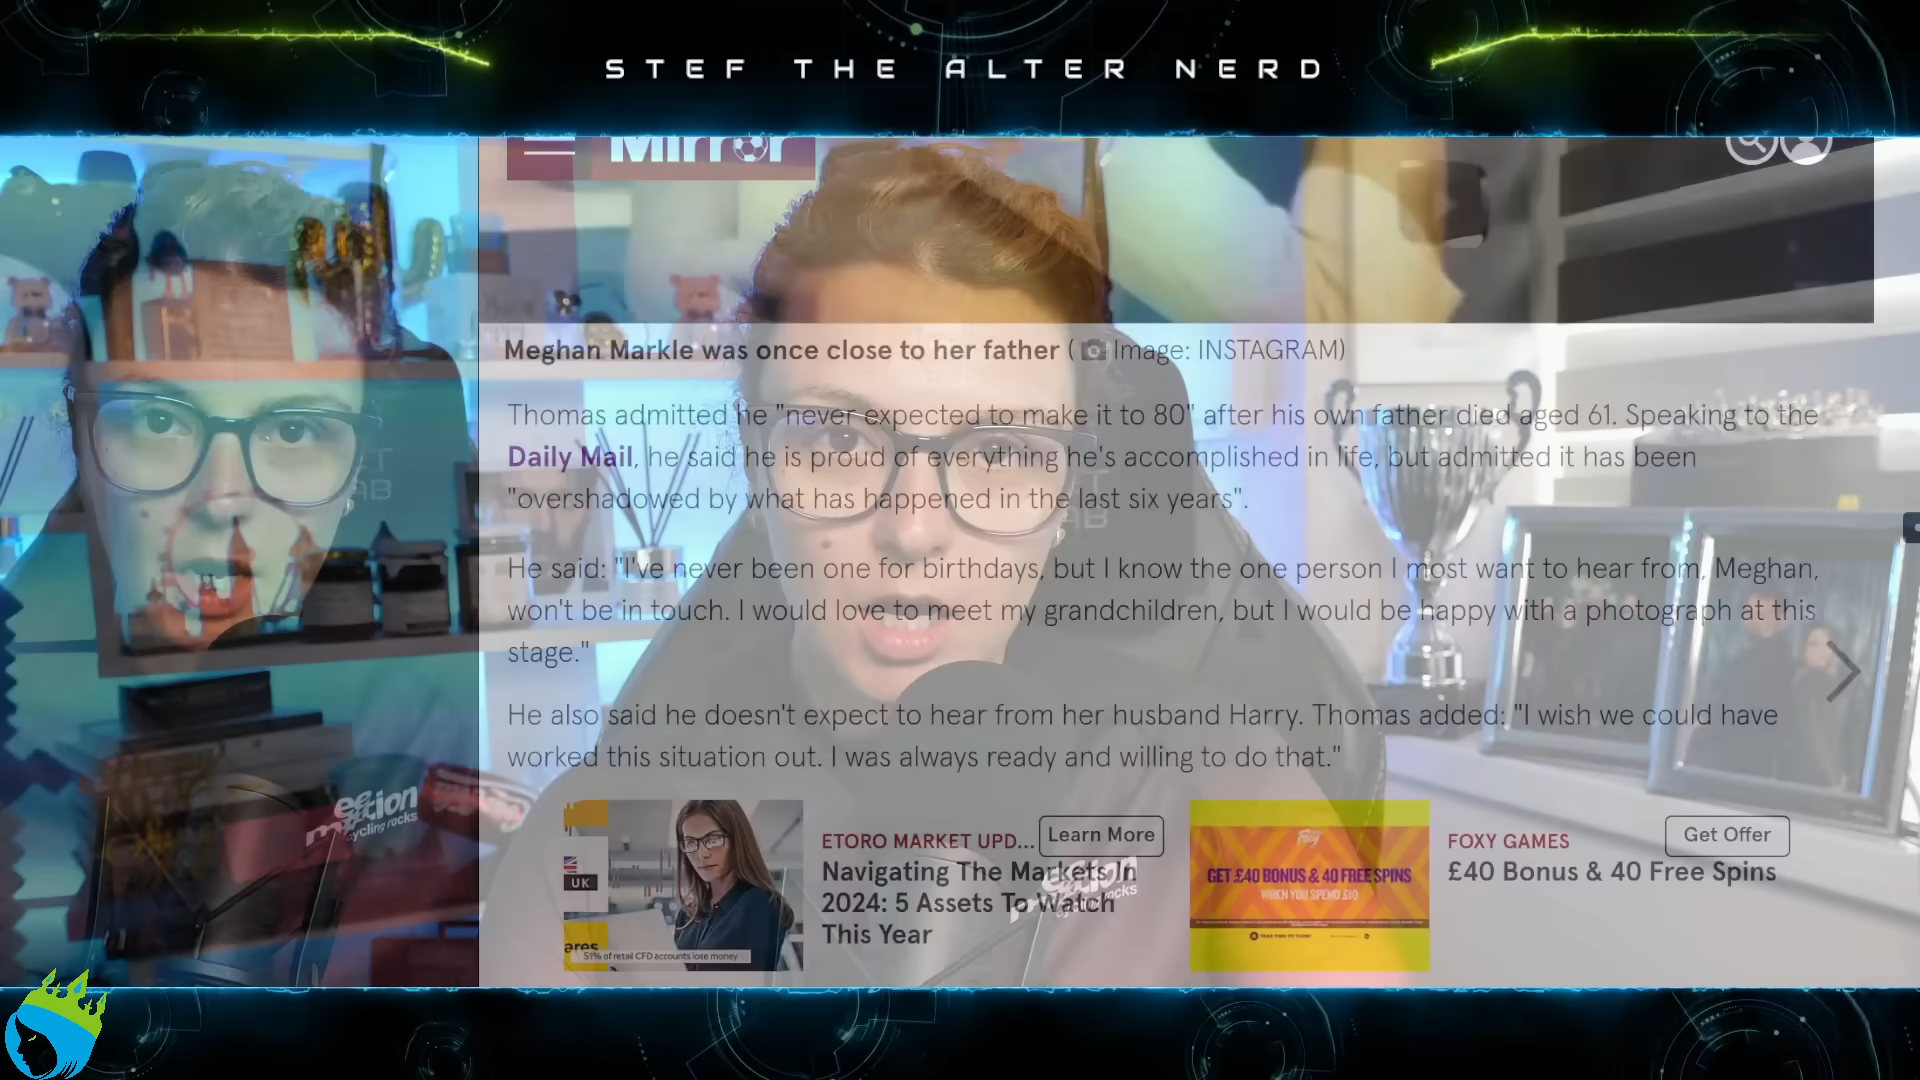 STEF THE ALTER NERD
Mirror
Meghan Markle was once close to her father (Image: INSTAGRAM)
Thomas admitted he "never expected to make it to 80" after his own father died aged 61. Speaking to the
Daily Mail, he said he is proud of everything he's accomplished in life, but admitted it has been
"overshadowed by what has happened in the last six years".
He said: "I've never been one for birthdays, but I know the one person I most want to hear from, Meghan,
won't be in touch. I would love to meet my grandchildren, but I would be happy with a photograph at this
stage."
He also said he doesn't expect to hear from her husband Harry. Thomas added: "I wish we could have
worked this situation out. I was always ready and willing to do that."
UK
ares
51% of retail CFD accounts lose money
ETORO MARKET UPD...
Learn More
Navigating The Markets In
2024: 5 Assets To Watch
This Year
Foxy
GET £40 BONUS & 40 FREE SPINS
WHEN YOU SPEND £10
FOXY GAMES
Get Offer
£40 Bonus & 40 Free Spins
cycling rocks
cycling rocks